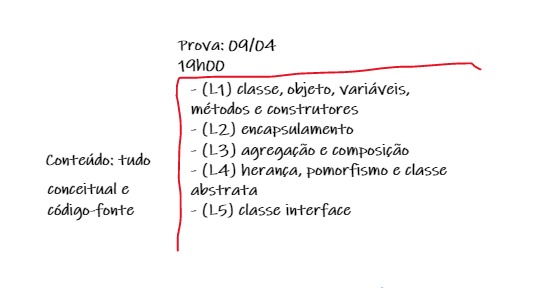 Prova: 09/04
19h00
- (L1) classe, objeto, variáveis,
métodos e construtores
- (L2) encapsulamento
- (L3) agregação e composição
- (L4) herança, pomorfismo e classe
abstrata
- (L5) classe interface
Conteúdo: tudo
conceitual e
código-fonte